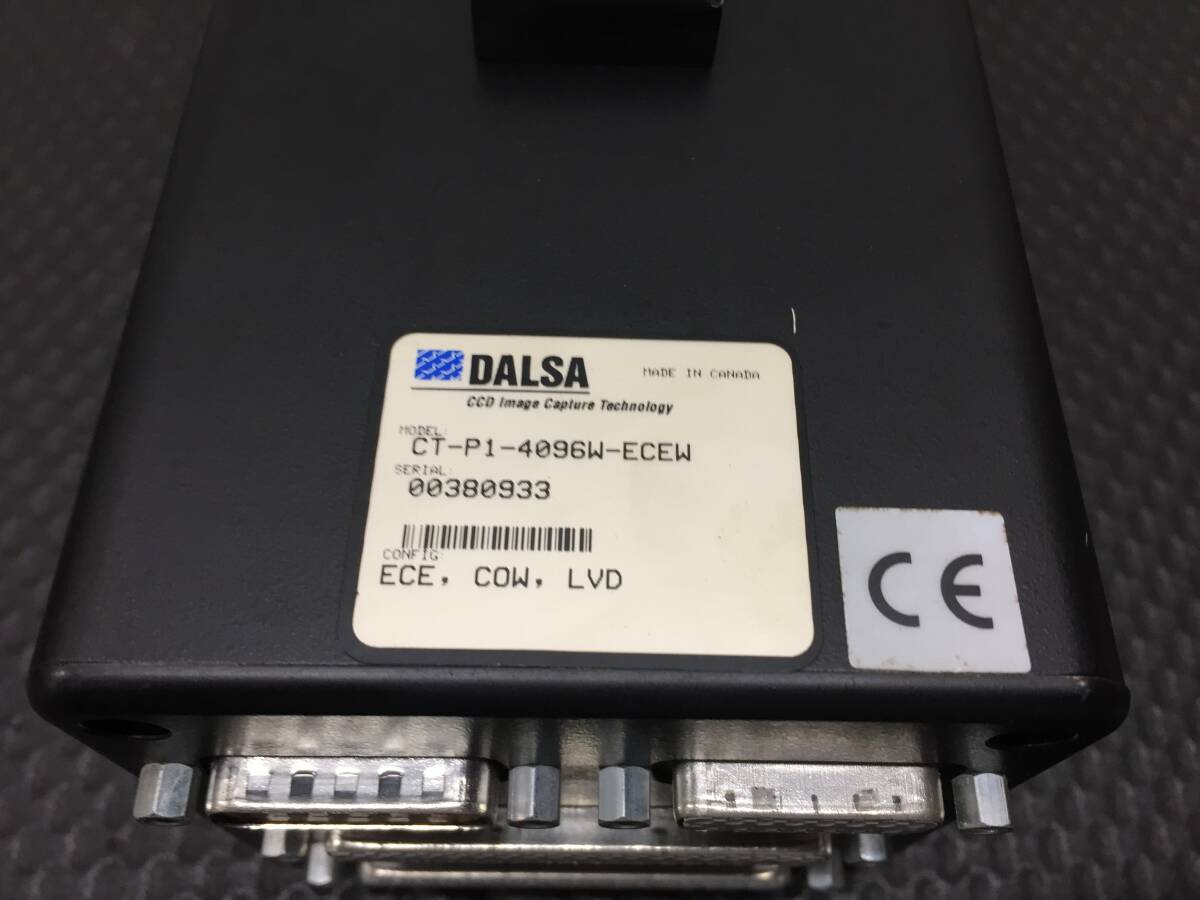 DALSA
MADE IN CANADA
CCD Image Capture Technology
MODEL:
CT-P1-4096W-ECEW
SERIAL:
00380933
CONFIG:
ECE, COW, LVD
CE